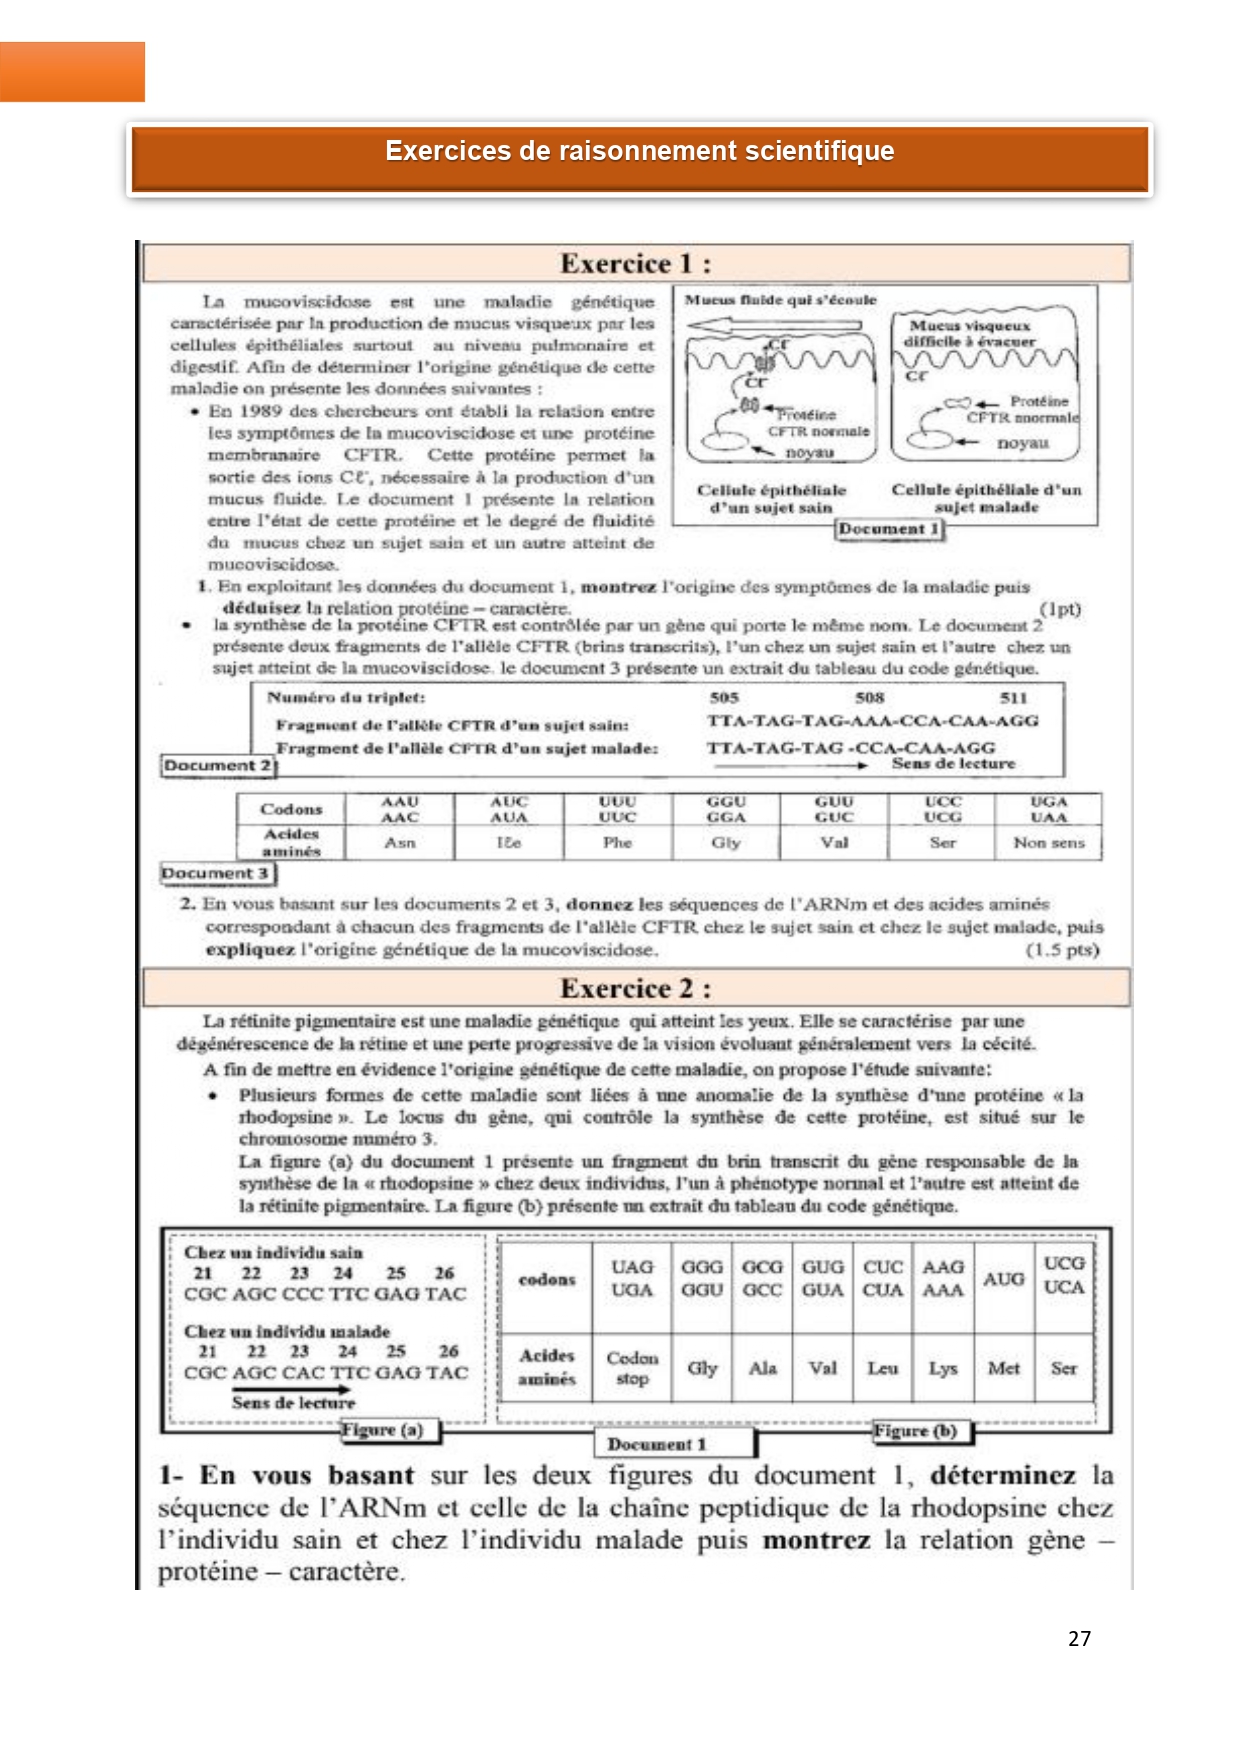 Exercices de raisonnement scientifique
Exercice 1 :
La mucoviscidose est une maladie génétique
caractérisée par la production de mucus visqueux par les
cellules épithéliales surtout au niveau pulmonaire et
digestif. Afin de déterminer l'origine génétique de cette
maladie on présente les données suivantes :
• En 1989 des chercheurs ont établi la relation entre
les symptômes de la mucoviscidose et une protéine
membranaire CFTR. Cette protéine permet la
sortie des ions Cℓ⁻, nécessaire à la production d'un
mucus fluide. Le document 1 présente la relation
entre l'état de cette protéine et le degré de fluidité
du mucus chez un sujet sain et un autre atteint de
mucoviscidose.
Mucus fluide qui s'écoule
Cℓ⁻
Cℓ⁻
Protéine
CFTR normale
noyau
Cellule épithéliale
d'un sujet sain
Mucus visqueux
difficile à évacuer
Cℓ⁻
Protéine
CFTR anormale
noyau
Cellule épithéliale d'un
sujet malade
Document 1
1. En exploitant les données du document 1, montrez l'origine des symptômes de la maladie puis
déduisez la relation protéine – caractère. (1pt)
• la synthèse de la protéine CFTR est contrôlée par un gène qui porte le même nom. Le document 2
présente deux fragments de l'allèle CFTR (brins transcrits), l'un chez un sujet sain et l'autre chez un
sujet atteint de la mucoviscidose. le document 3 présente un extrait du tableau du code génétique.
Numéro du triplet: 505 508 511
Fragment de l'allèle CFTR d'un sujet sain: TTA-TAG-TAG-AAA-CCA-CAA-AGG
Fragment de l'allèle CFTR d'un sujet malade: TTA-TAG-TAG -CCA-CAA-AGG
Sens de lecture
Document 2
Codons AAU AAC AUC AUA UUU UUC GGU GGA GUU GUC UCC UCG UGA UAA
Acides aminés Asn Iℓe Phe Gly Val Ser Non sens
Document 3
2. En vous basant sur les documents 2 et 3, donnez les séquences de l'ARNm et des acides aminés
correspondant à chacun des fragments de l'allèle CFTR chez le sujet sain et chez le sujet malade, puis
expliquez l'origine génétique de la mucoviscidose. (1.5 pts)
Exercice 2 :
La rétinite pigmentaire est une maladie génétique qui atteint les yeux. Elle se caractérise par une
dégénérescence de la rétine et une perte progressive de la vision évoluant généralement vers la cécité.
A fin de mettre en évidence l'origine génétique de cette maladie, on propose l'étude suivante:
• Plusieurs formes de cette maladie sont liées à une anomalie de la synthèse d'une protéine « la
rhodopsine ». Le locus du gène, qui contrôle la synthèse de cette protéine, est situé sur le
chromosome numéro 3.
La figure (a) du document 1 présente un fragment du brin transcrit du gène responsable de la
synthèse de la « rhodopsine » chez deux individus, l'un à phénotype normal et l'autre est atteint de
la rétinite pigmentaire. La figure (b) présente un extrait du tableau du code génétique.
Chez un individu sain
21 22 23 24 25 26
CGC AGC CCC TTC GAG TAC
Chez un individu malade
21 22 23 24 25 26
CGC AGC CAC TTC GAG TAC
Sens de lecture
Figure (a)
codons UAG UGA GGG GGU GCG GCC GUG GUA CUC CUA AAG AAA AUG UCG UCA
Acides aminés Codon stop Gly Ala Val Leu Lys Met Ser
Figure (b)
Document 1
1- En vous basant sur les deux figures du document 1, déterminez la
séquence de l'ARNm et celle de la chaîne peptidique de la rhodopsine chez
l'individu sain et chez l'individu malade puis montrez la relation gène –
protéine – caractère.
27